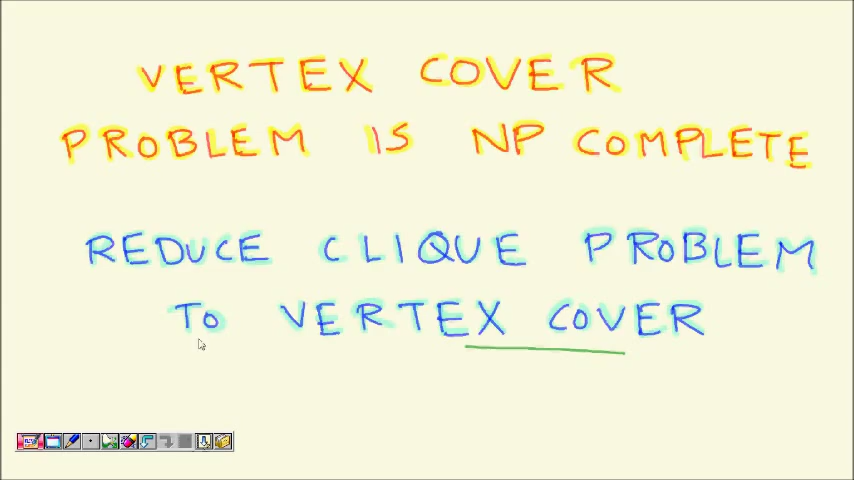 VERTEX COVER
PROBLEM IS NP COMPLETE
REDUCE CLIQUE PROBLEM
TO VERTEX COVER